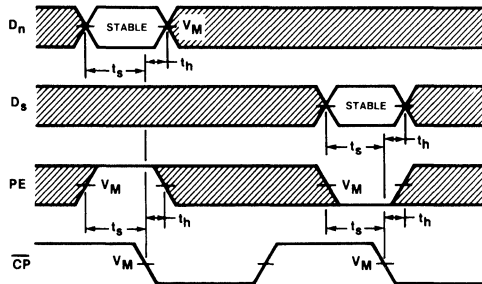 Dn STABLE VM
ts th
Ds STABLE
ts th
PE VM VM
ts th ts th
CP VM VM